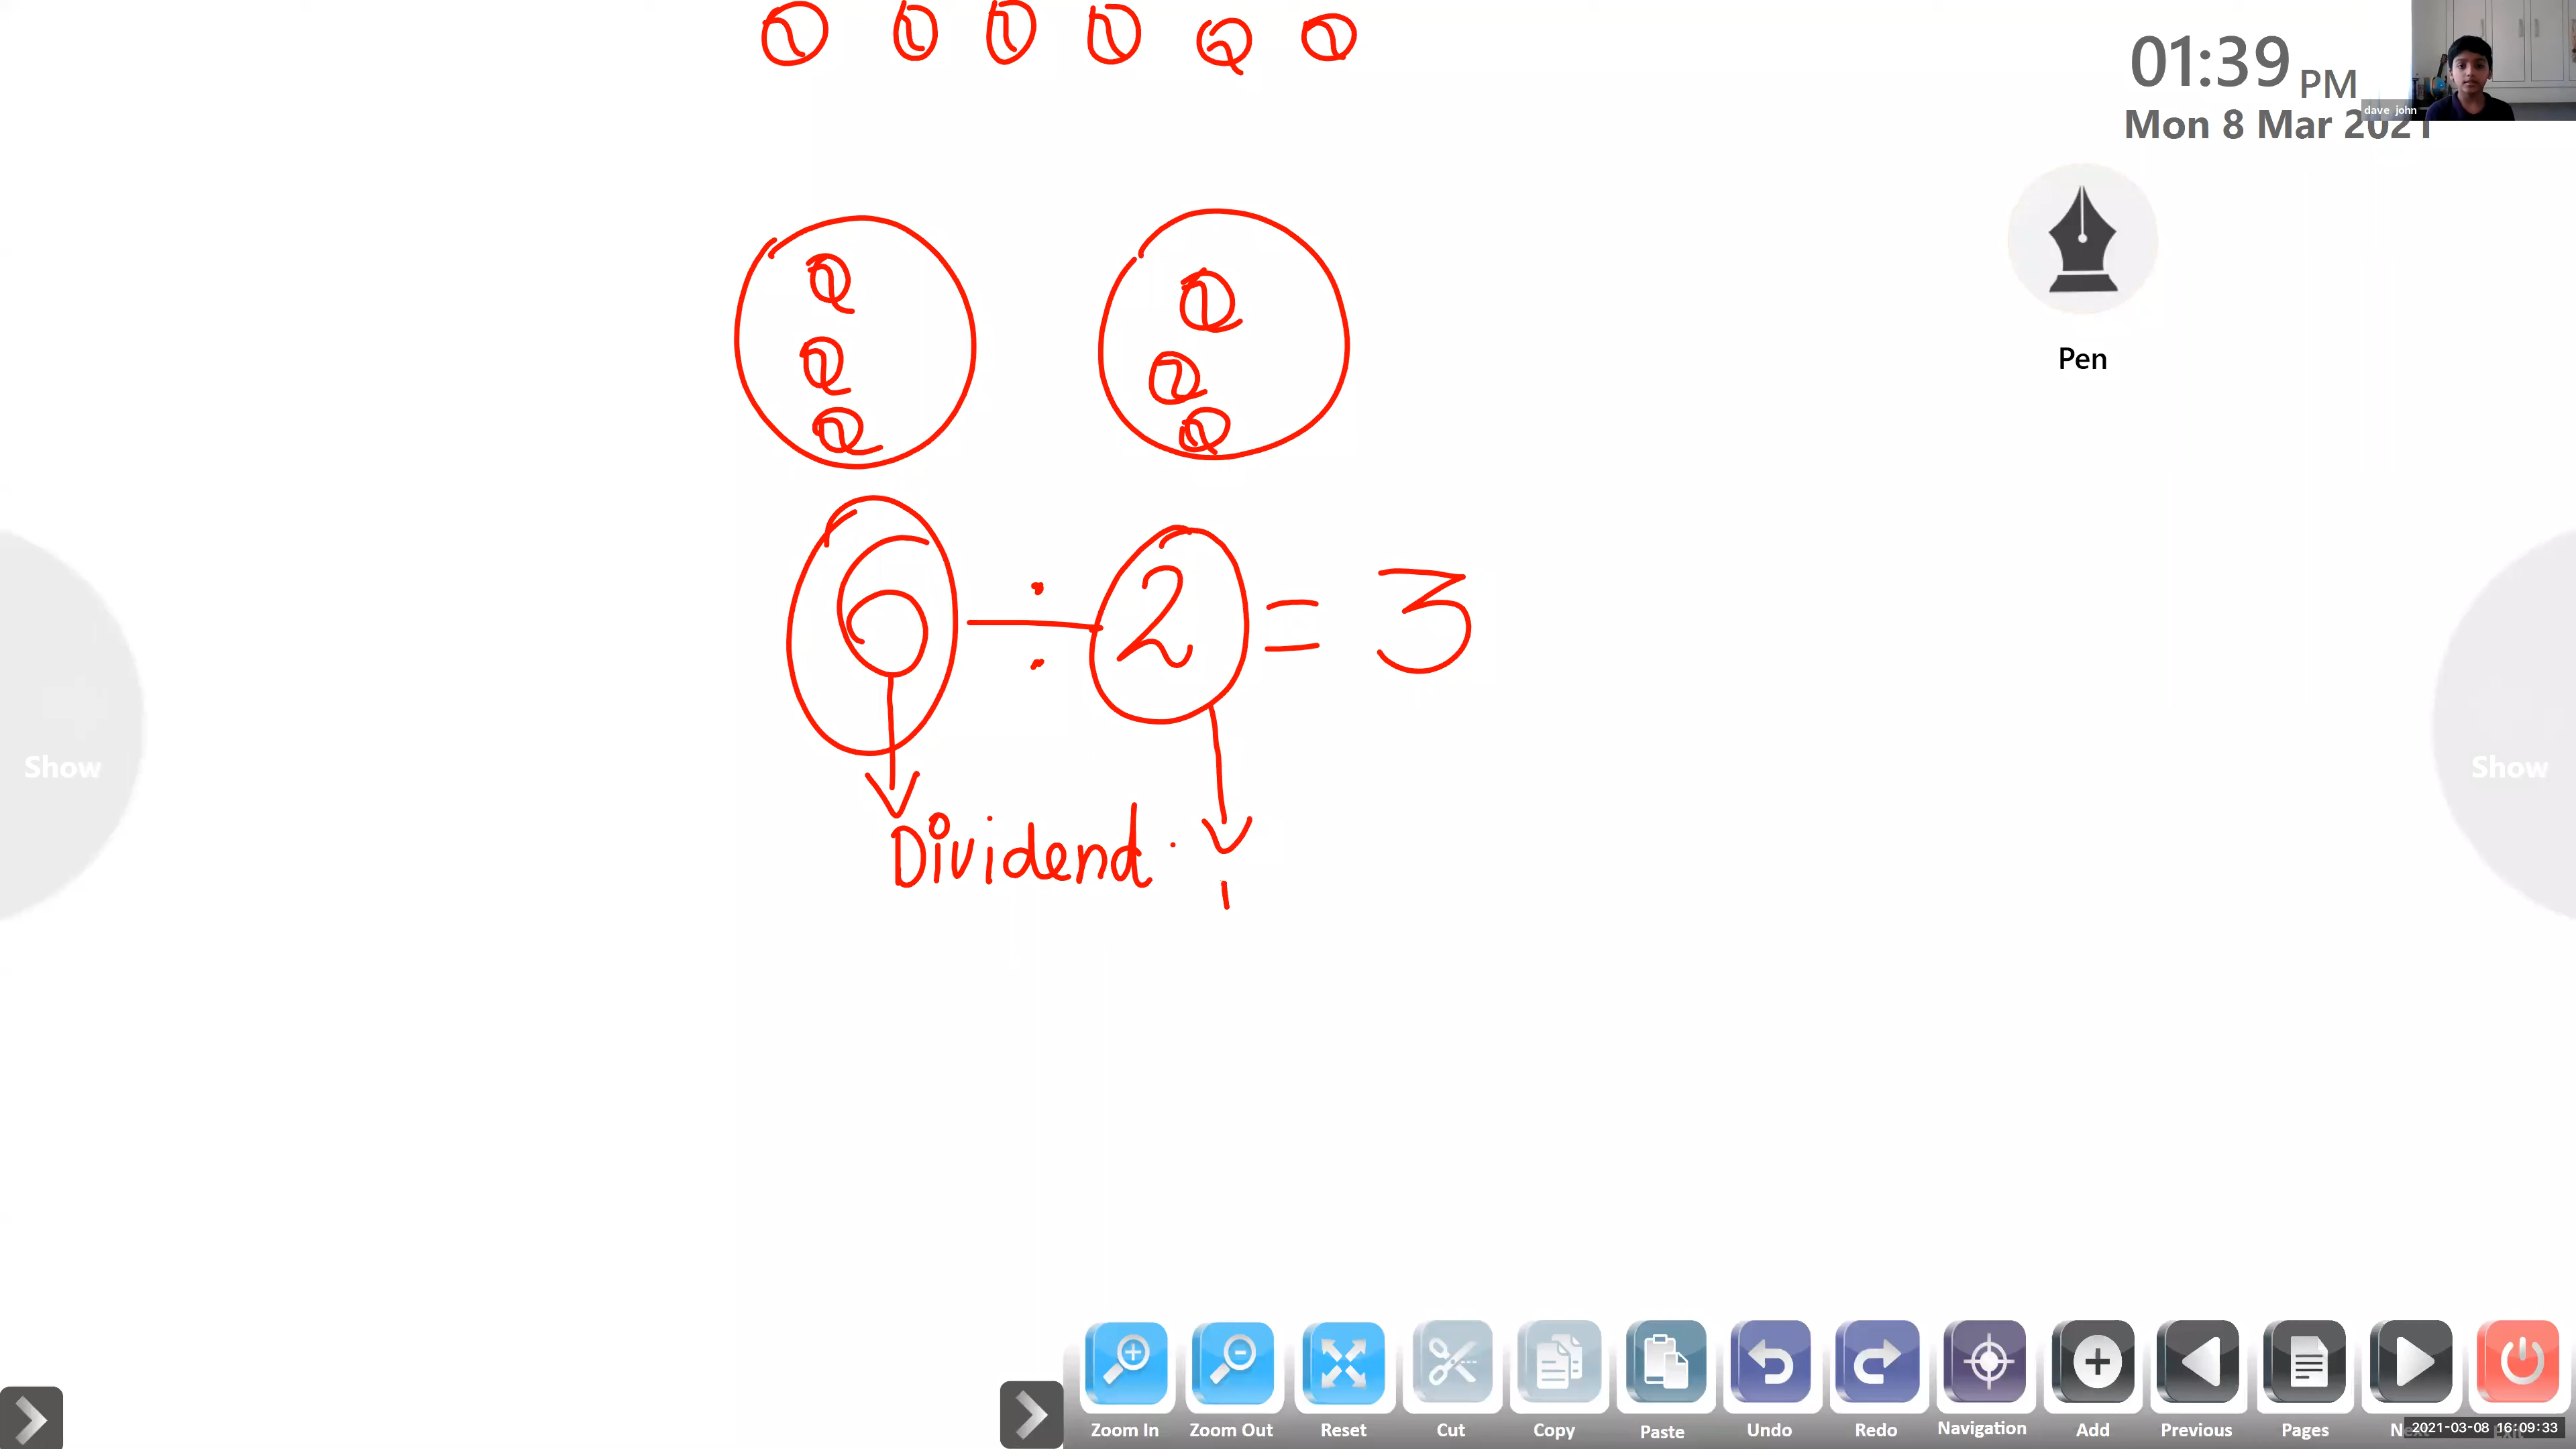 01:39 PM
dave john
Mon 8 Mar 2021
Pen
6 ÷ 2 = 3
Show
Show
Dividend
Zoom In
Zoom Out
Reset
Cut
Copy
Paste
Undo
Redo
Navigation
Add
Previous
Pages
2021-03-08 16:09:33